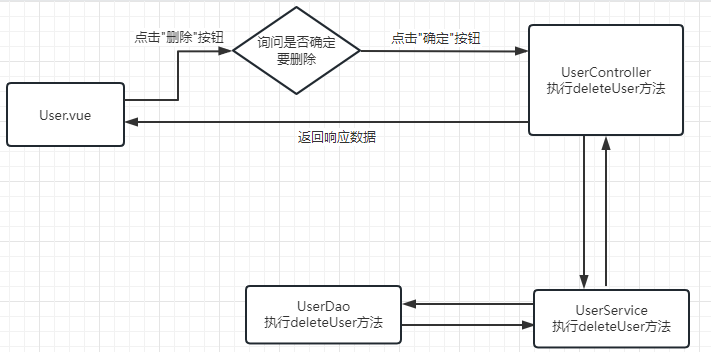 点击"删除"按钮
询问是否确定
要删除
点击"确定"按钮
UserController
执行deleteUser方法
User.vue
返回响应数据
UserDao
执行deleteUser方法
UserService
执行deleteUser方法